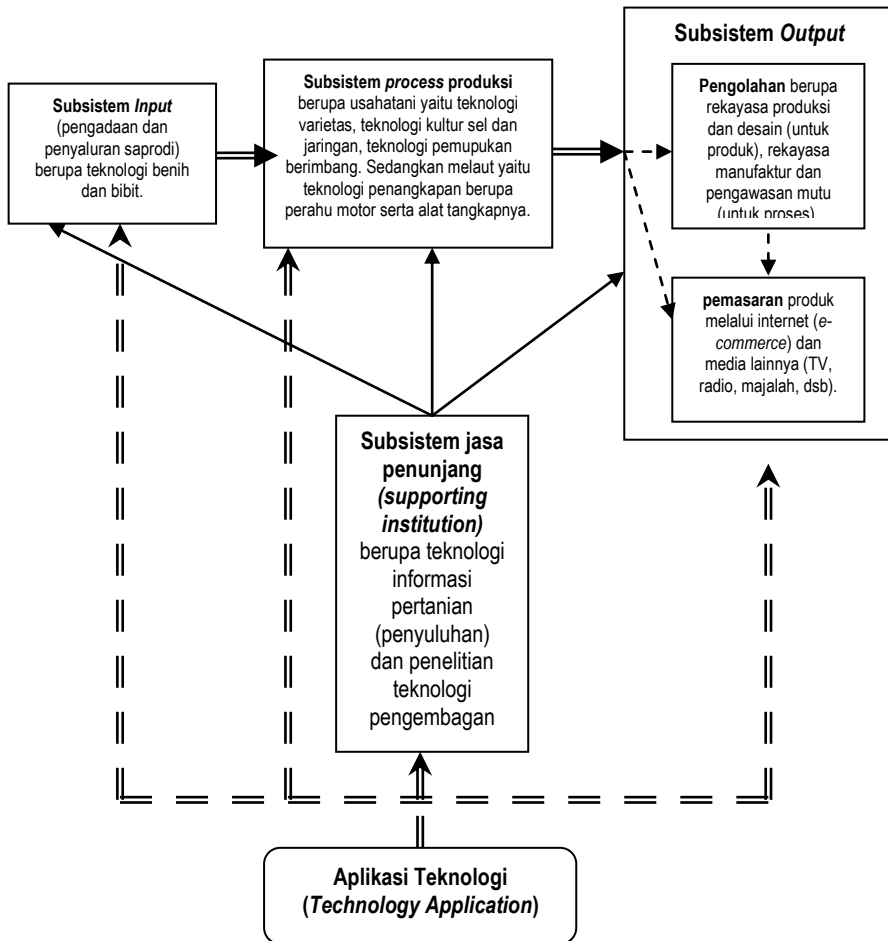 Subsistem Input
(pengadaan dan
penyaluran saprodi)
berupa teknologi benih
dan bibit.
Subsistem process produksi
berupa usahatani yaitu teknologi
varietas, teknologi kultur sel dan
jaringan, teknologi pemupukan
berimbang. Sedangkan melaut yaitu
teknologi penangkapan berupa
perahu motor serta alat tangkapnya.
Subsistem Output
Pengolahan berupa
rekayasa produksi
dan desain (untuk
produk), rekayasa
manufaktur dan
pengawasan mutu
(untuk proses)
pemasaran produk
melalui internet (e-
commerce) dan
media lainnya (TV,
radio, majalah, dsb).
Subsistem jasa
penunjang
(supporting
institution)
berupa teknologi
informasi
pertanian
(penyuluhan)
dan penelitian
teknologi
pengembagan
Aplikasi Teknologi
(Technology Application)